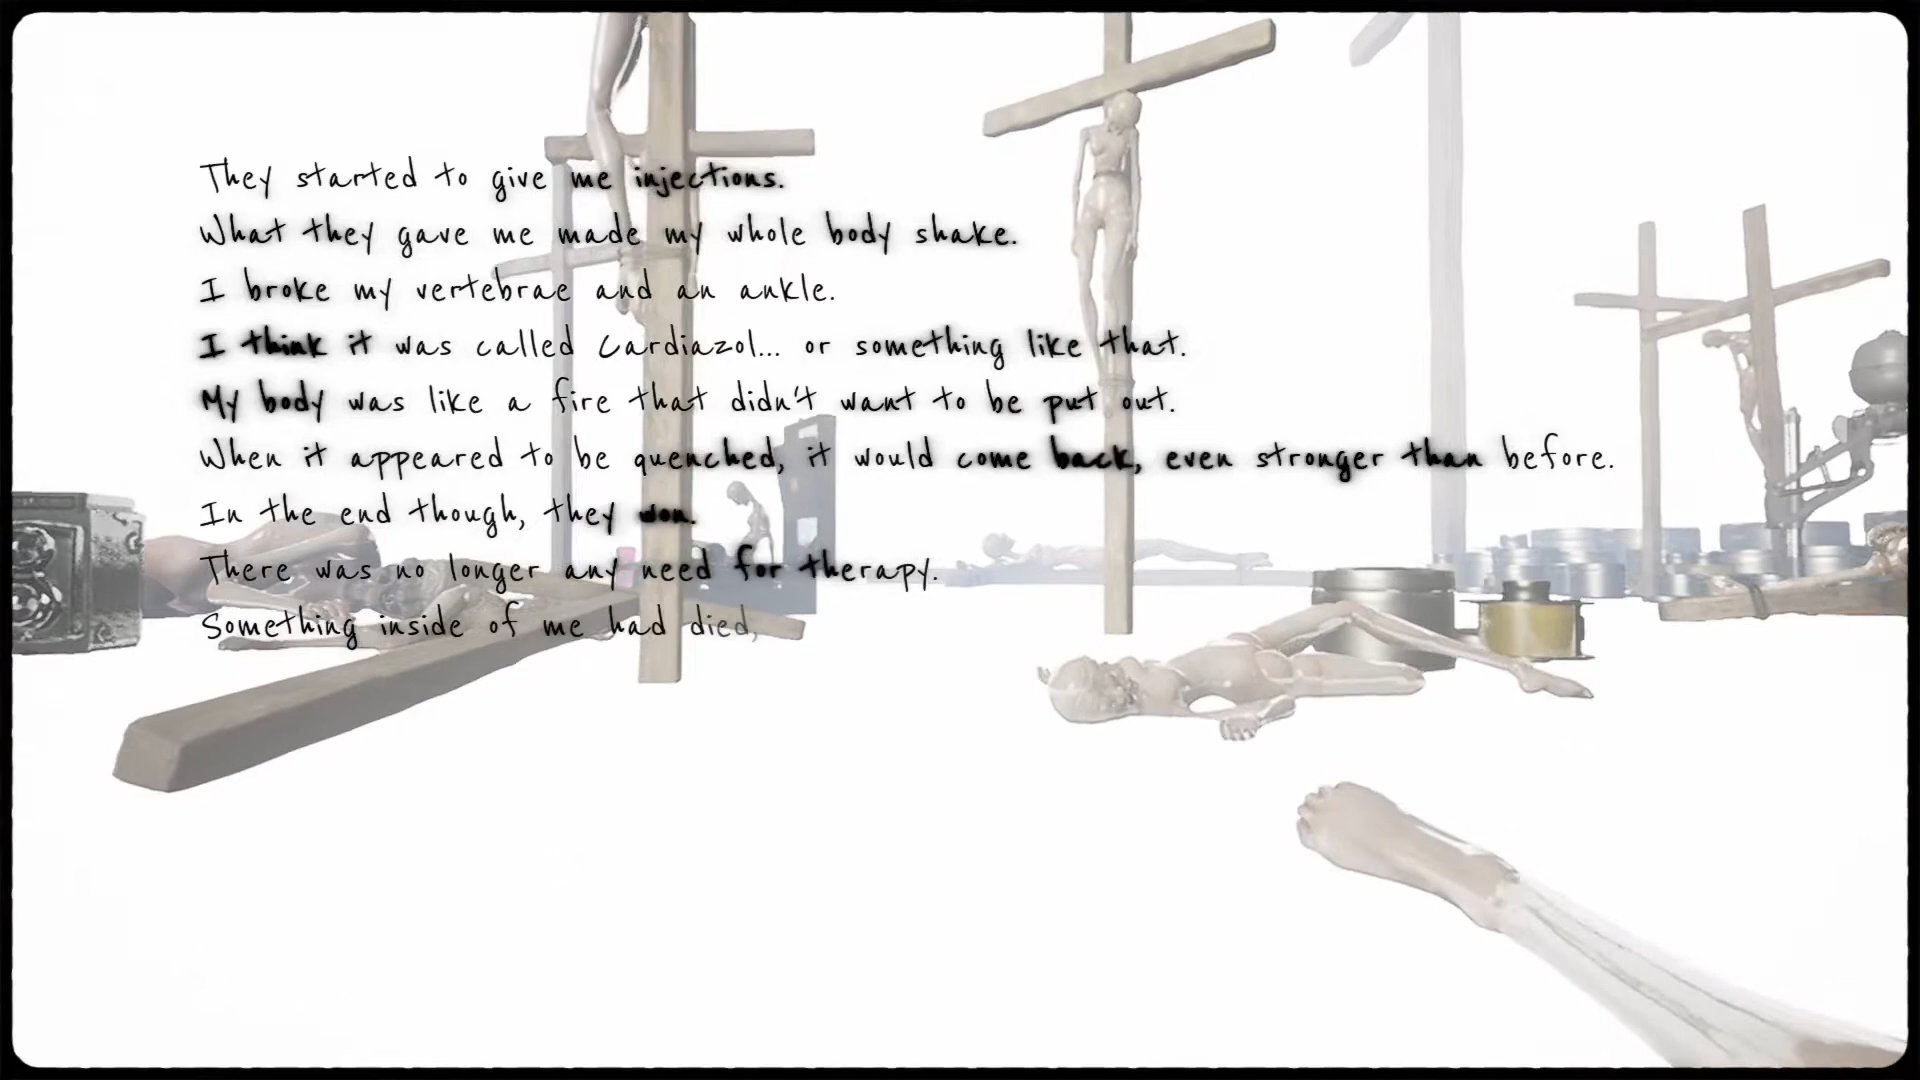 They started to give me injections.
What they gave me made my whole body shake.
I broke my vertebrae and an ankle.
I think it was called Cardiazol... or something like that.
My body was like a fire that didn't want to be put out.
When it appeared to be quenched, it would come back, even stronger than before.
In the end though, they won.
There was no longer any need for therapy.
Something inside of me had died,